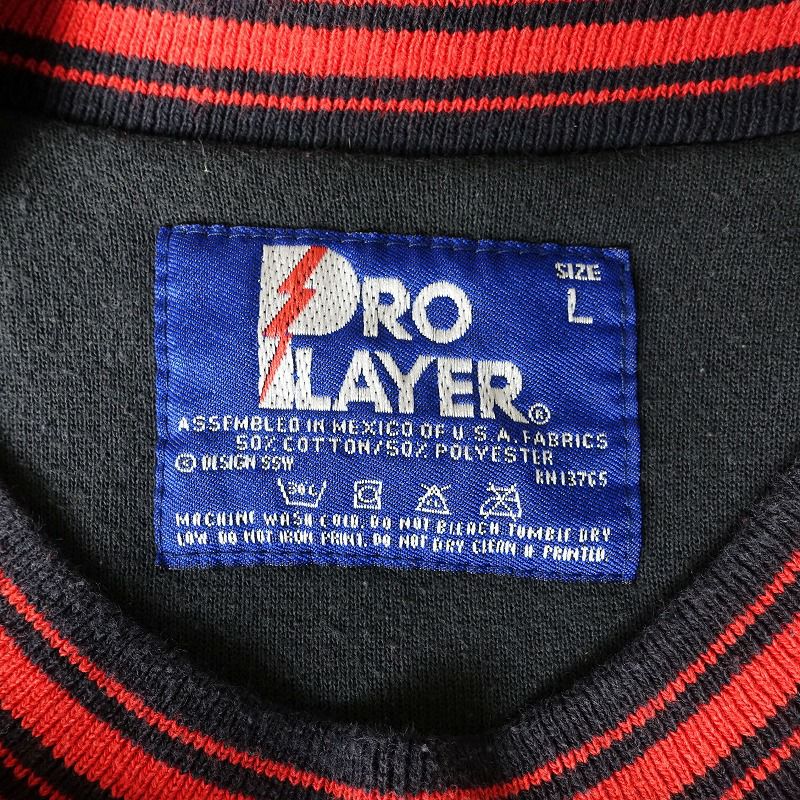 PRO
PLAYER®
SIZE
L
ASSEMBLED IN MEXICO OF U.S.A. FABRICS
50% COTTON/50% POLYESTER
© DESIGN SSW
RN13765
30C
MACHINE WASH COLD. DO NOT BLEACH TUMBLE DRY
LOW. DO NOT IRON PRINT. DO NOT DRY CLEAN IF PRINTED.